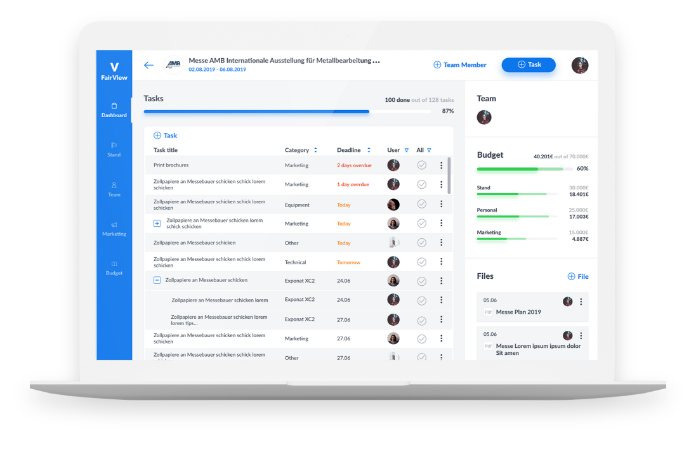 V
FairView
Dashboard
Stand
Team
Marketing
Budget
AMB
Messe AMB Internationale Ausstellung für Metallbearbeitung ...
02.08.2019 - 06.08.2019
Team Member
Task
Tasks
100 done out of 128 tasks
87%
Task
Task title Category Deadline User All
Print brochures Marketing 2 days overdue
Zollpapiere an Messebauer schicken schick lorem
schicken
Marketing 1 day overdue
Zollpapiere an Messebauer schicken schick lorem
schicken
Equipment Today
Zollpapiere an Messebauer schicken lorem
schick schicken
Marketing Today
Zollpapiere an Messebauer schicken Other Today
Zollpapiere an Messebauer schicken schick lorem
schicken
Technical Tomorrow
Zollpapiere an Messebauer schicken Exponat XC2 24.06
Zollpapiere an Messebauer schicken lorem Exponat XC2 24.06
Zollpapiere an Messebauer schicken lorem
lorem tips...
Exponat XC2 27.06
Zollpapiere an Messebauer schicken schick lorem
schicken
Marketing 27.06
Zollpapiere an Messebauer schicken schick lorem
schicken
Other 27.06
Team
Budget
40.201€ out of 70.000€
60%
Stand 30.000€
18.401€
Personal 25.000€
17.003€
Marketing 15.000€
4.887€
Files
File
05.06
PDF Messe Plan 2019
05.06
PDF Messe Lorem ipsum ipsum dolor
Sit amen